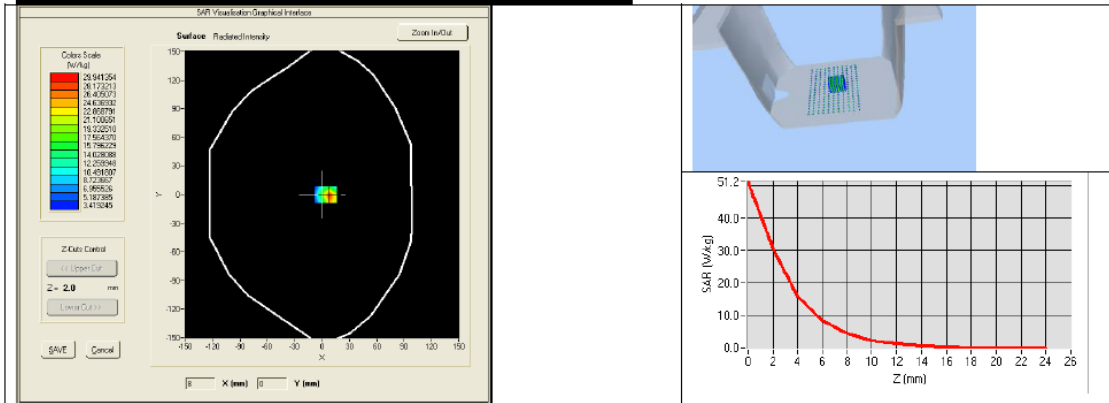 SAR Visualisation Graphical Interface
Surface Radiated Intensity
Zoom In/Out
Colors Scale
(W/kg)
29.941354
28.173213
26.405073
24.636932
22.868791
21.100651
19.332510
17.564370
15.796229
14.028088
12.259948
10.491807
8.723667
6.955526
5.187385
3.419245
150
120
90
60
30
Y
0
-30
-60
-90
-120
-150
-150 -120 -90 -60 -30 0 30 60 90 120 150
X
Z-Cuts Control
<< Upper Cut
Z = 2.0 mm
Lower Cut >>
SAVE Cancel
8 X (mm) 0 Y (mm)
51.2
40.0
30.0
20.0
10.0
0.0
SAR (W/kg)
0 2 4 6 8 10 12 14 16 18 20 22 24 26
Z (mm)